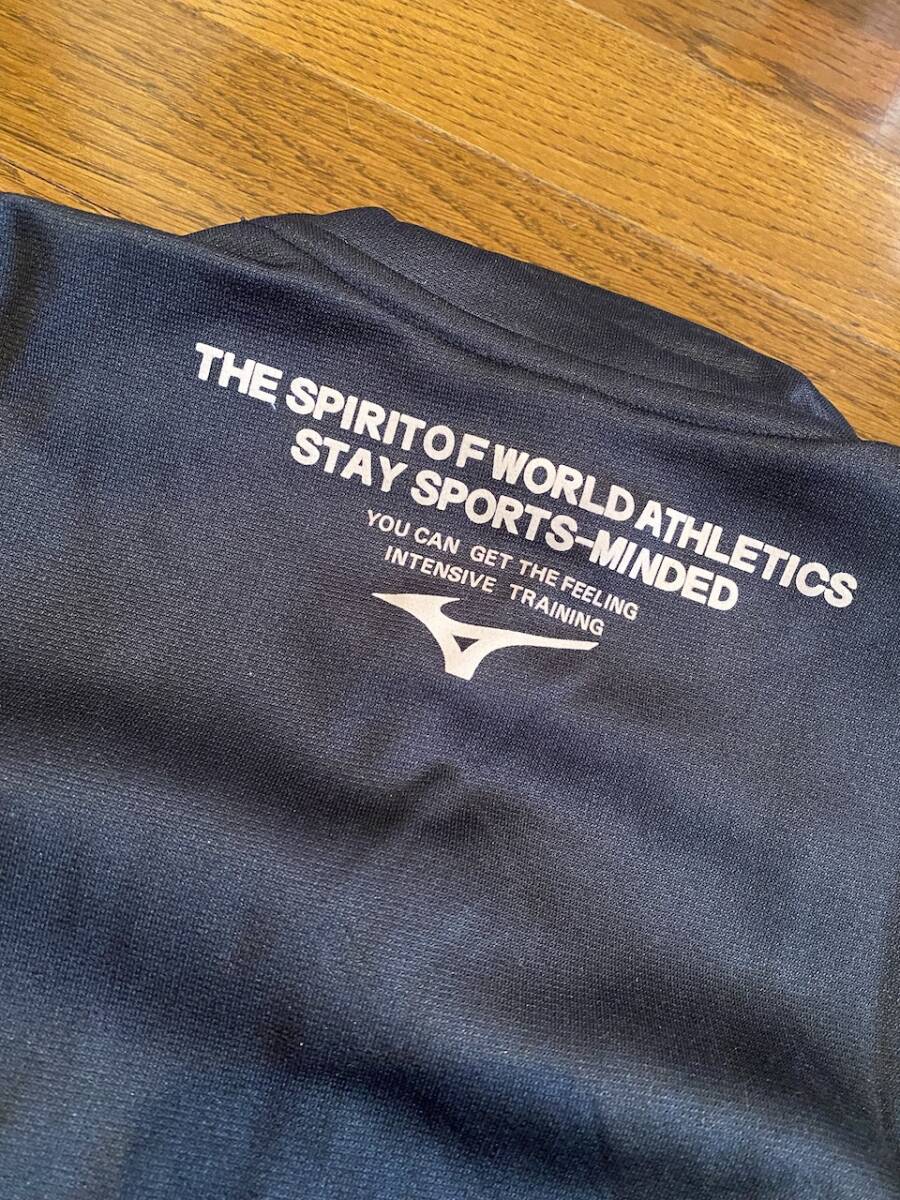 THE SPIRIT OF WORLD ATHLETICS
STAY SPORTS-MINDED
YOU CAN GET THE FEELING
INTENSIVE TRAINING